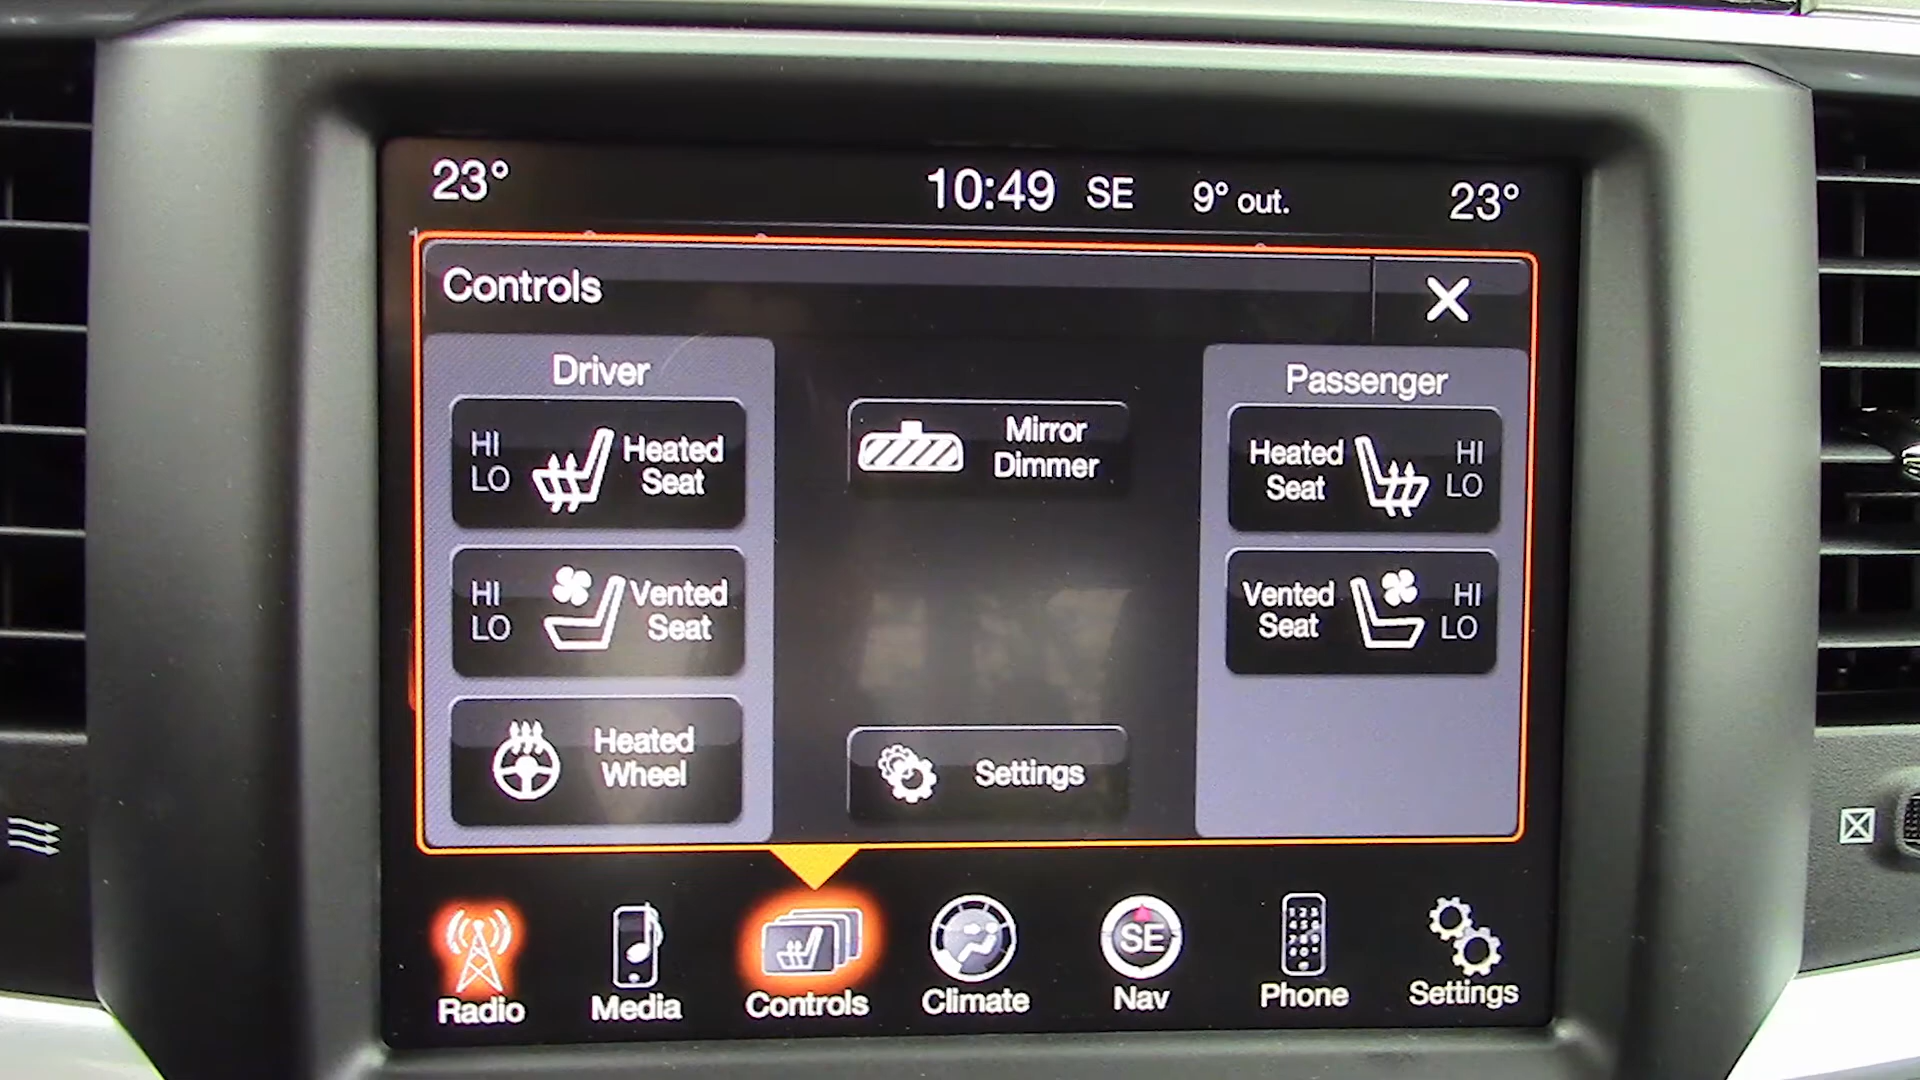 23° 10:49 SE 9° out. 23°
Controls
Driver
HI
LO
Heated
Seat
HI
LO
Vented
Seat
Heated
Wheel
Mirror
Dimmer
Settings
Passenger
Heated
Seat
HI
LO
Vented
Seat
HI
LO
Radio
Media
Controls
Climate
SE
Nav
Phone
Settings